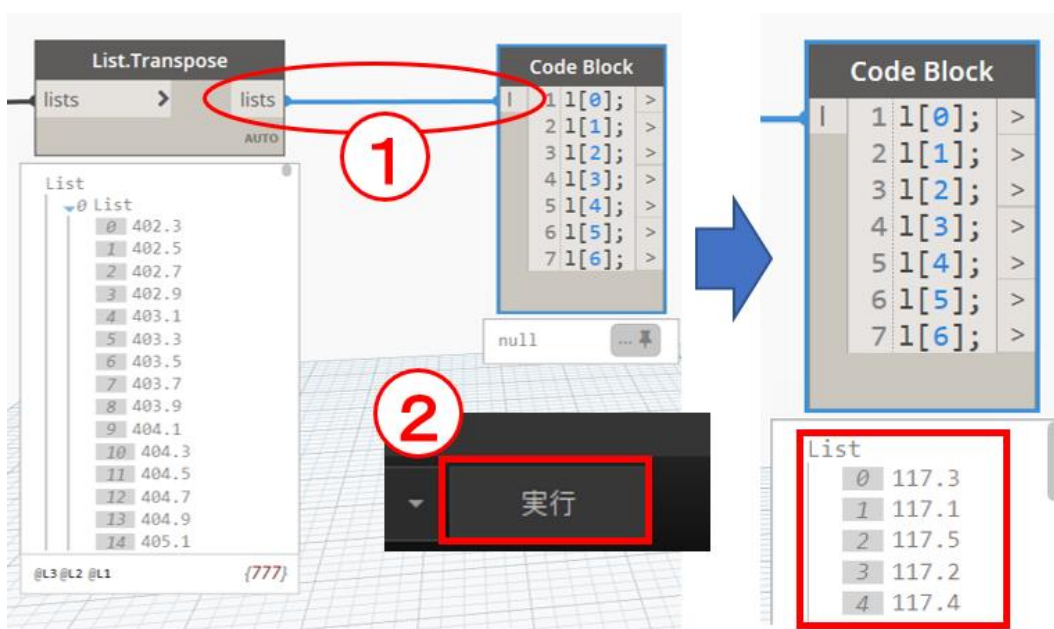 List.Transpose
lists > lists
AUTO
List
0 List
0 402.3
1 402.5
2 402.7
3 402.9
4 403.1
5 403.3
6 403.5
7 403.7
8 403.9
9 404.1
10 404.3
11 404.5
12 404.7
13 404.9
14 405.1
@L3 @L2 @L1 {777}
①
Code Block
l 1 l[0]; >
2 l[1]; >
3 l[2]; >
4 l[3]; >
5 l[4]; >
6 l[5]; >
7 l[6]; >
null ...
②
実行
Code Block
l 1 l[0]; >
2 l[1]; >
3 l[2]; >
4 l[3]; >
5 l[4]; >
6 l[5]; >
7 l[6]; >
List
0 117.3
1 117.1
2 117.5
3 117.2
4 117.4